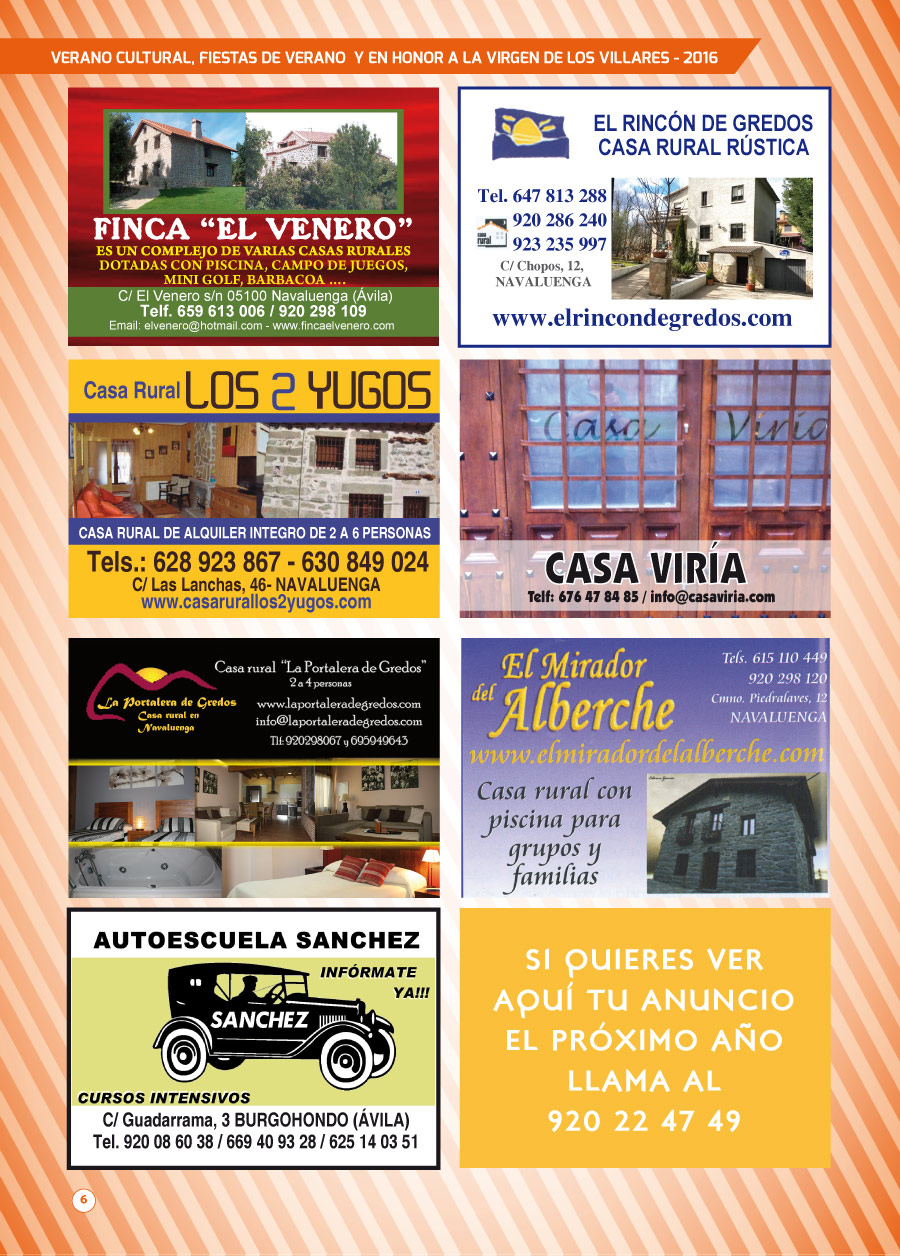 VERANO CULTURAL, FIESTAS DE VERANO Y EN HONOR A LA VIRGEN DE LOS VILLARES - 2016
FINCA "EL VENERO"
ES UN COMPLEJO DE VARIAS CASAS RURALES
DOTADAS CON PISCINA, CAMPO DE JUEGOS,
MINI GOLF, BARBACOA ....
C/ El Venero s/n 05100 Navaluenga (Ávila)
Telf. 659 613 006 / 920 298 109
Email: elvenero@hotmail.com - www.fincaelvenero.com
EL RINCÓN DE GREDOS
CASA RURAL RÚSTICA
Tel. 647 813 288
920 286 240
923 235 997
casa
rural
C/ Chopos, 12,
NAVALUENGA
www.elrincondegredos.com
Casa Rural LOS 2 YUGOS
CASA RURAL DE ALQUILER INTEGRO DE 2 A 6 PERSONAS
Tels.: 628 923 867 - 630 849 024
C/ Las Lanchas, 46- NAVALUENGA
www.casarurallos2yugos.com
Casa Viría
CASA VIRÍA
Telf: 676 47 84 85 / info@casaviria.com
La Portalera de Gredos
Casa rural en
Navaluenga
Casa rural "La Portalera de Gredos"
2 a 4 personas
www.laportaleradegredos.com
info@laportaleradegredos.com
Tlf: 920298067 y 695949643
El Mirador
del Alberche
Tels. 615 110 449
920 298 120
Cmno. Piedralaves, 12
NAVALUENGA
www.elmiradordelalberche.com
Casa rural con
piscina para
grupos y
familias
AUTOESCUELA SANCHEZ
INFÓRMATE
YA!!!
SANCHEZ
CURSOS INTENSIVOS
C/ Guadarrama, 3 BURGOHONDO (ÁVILA)
Tel. 920 08 60 38 / 669 40 93 28 / 625 14 03 51
SI QUIERES VER
AQUÍ TU ANUNCIO
EL PRÓXIMO AÑO
LLAMA AL
920 22 47 49
6